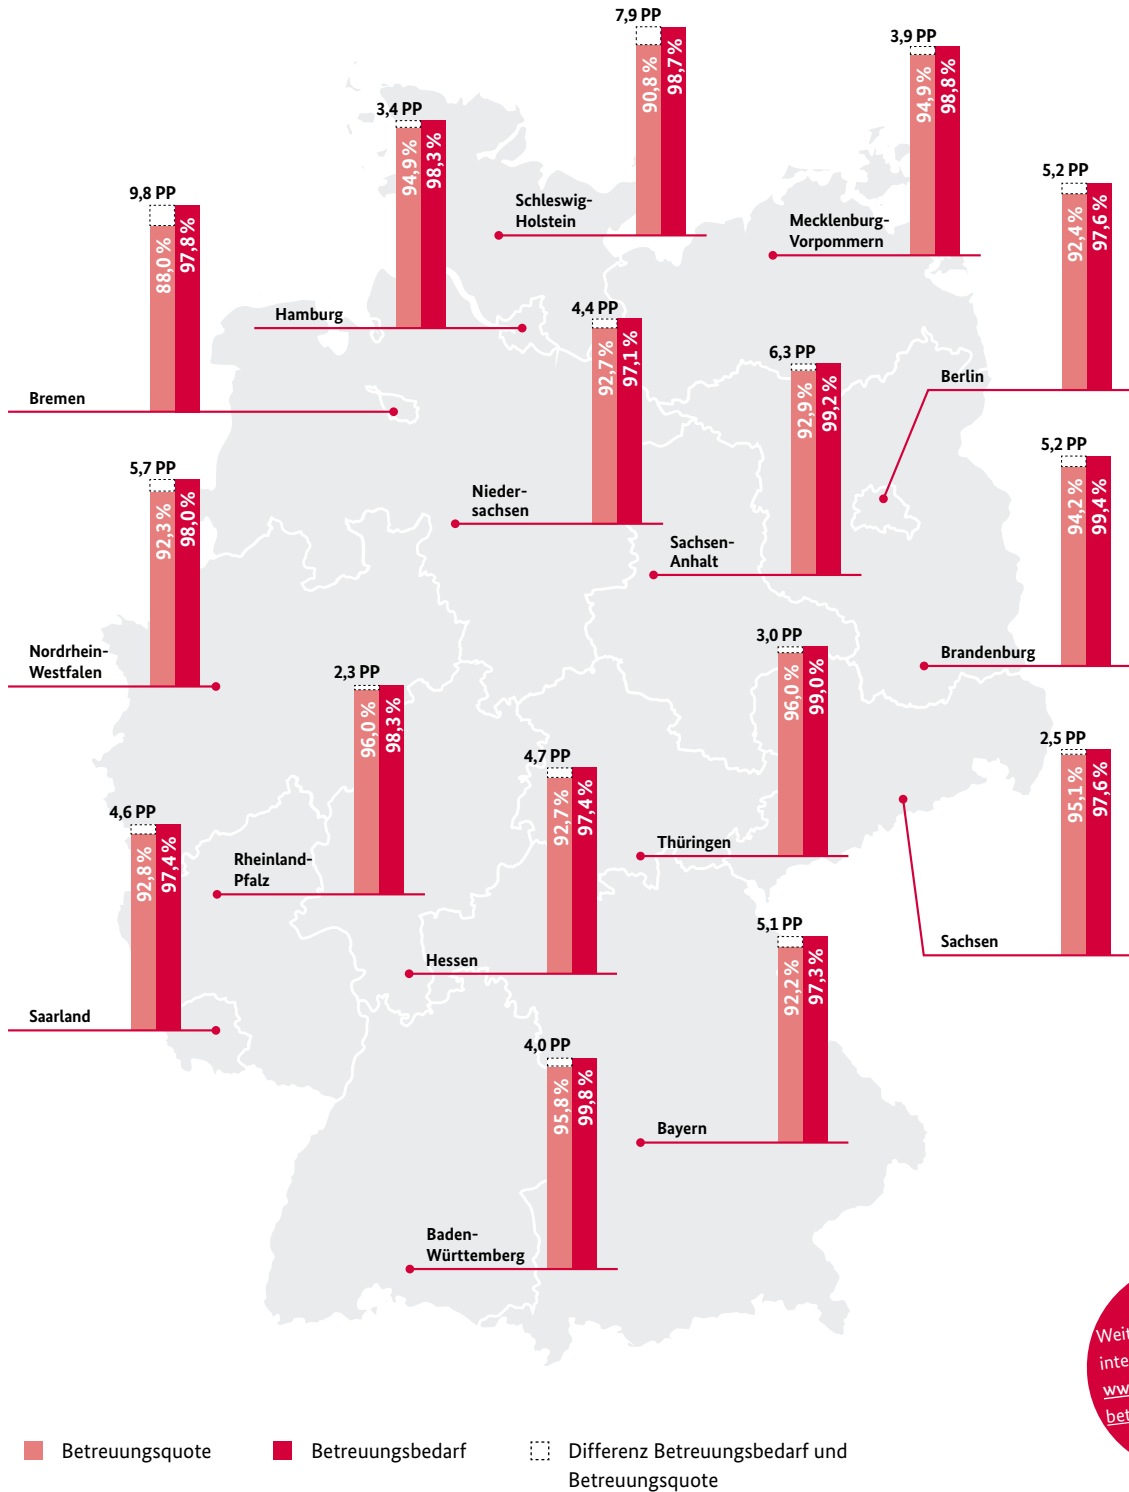 7,9 PP
90,8 %
98,7 %
Schleswig-
Holstein
3,9 PP
94,9 %
98,8 %
Mecklenburg-
Vorpommern
3,4 PP
94,9 %
98,3 %
Hamburg
5,2 PP
92,4 %
97,6 %
Berlin
9,8 PP
88,0 %
97,8 %
Bremen
4,4 PP
92,7 %
97,1 %
Nieder-
sachsen
6,3 PP
92,9 %
99,2 %
Sachsen-
Anhalt
5,2 PP
94,2 %
99,4 %
Brandenburg
5,7 PP
92,3 %
98,0 %
Nordrhein-
Westfalen
3,0 PP
96,0 %
99,0 %
Thüringen
2,3 PP
96,0 %
98,3 %
Rheinland-
Pfalz
2,5 PP
95,1 %
97,6 %
Sachsen
4,7 PP
92,7 %
97,4 %
Hessen
4,6 PP
92,8 %
97,4 %
Saarland
5,1 PP
92,2 %
97,3 %
Bayern
4,0 PP
95,8 %
99,8 %
Baden-
Württemberg
Weit
inte
ww
bet
Betreuungsquote
Betreuungsbedarf
Differenz Betreuungsbedarf und
Betreuungsquote